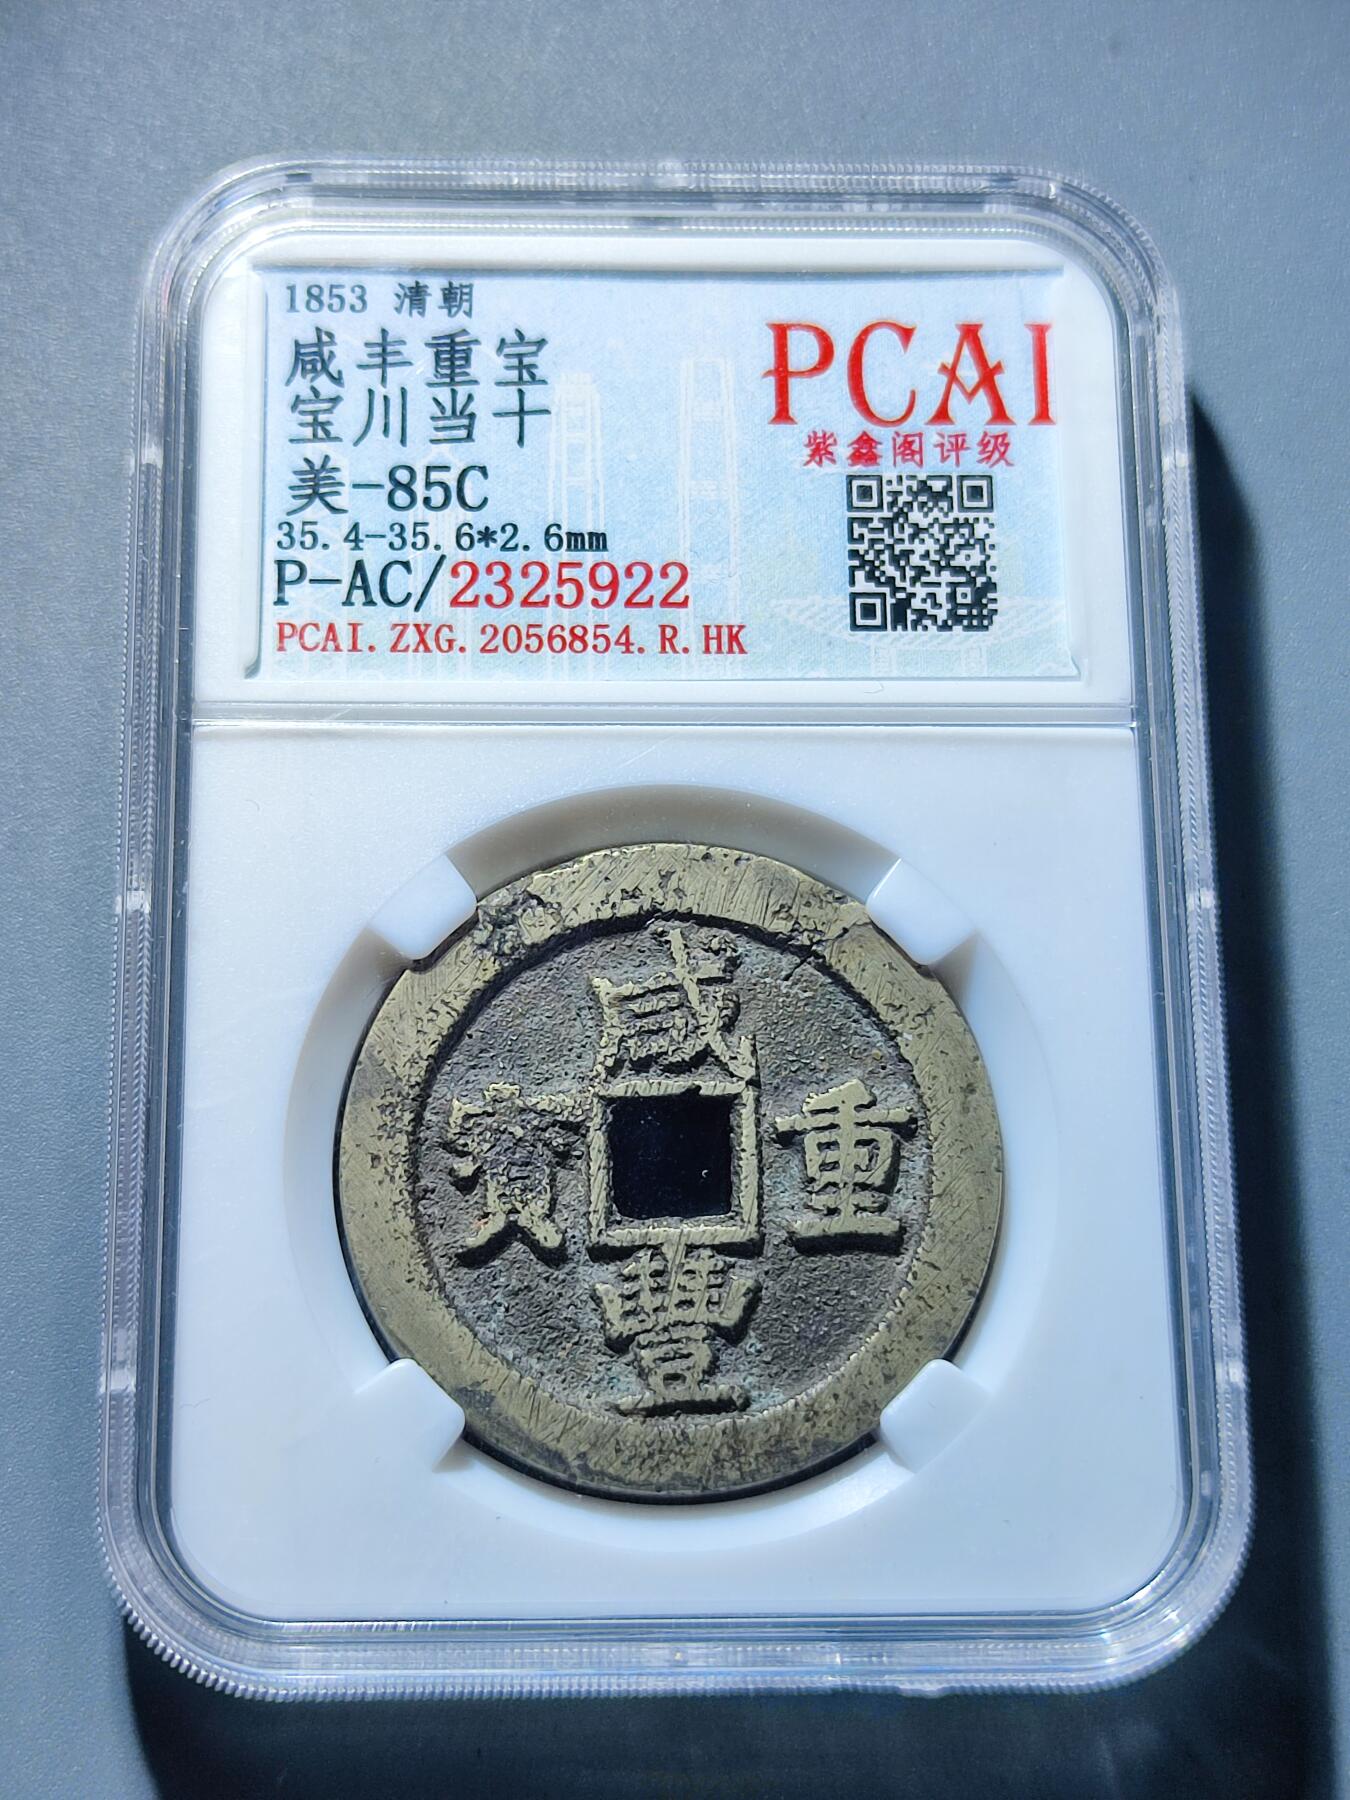 1853 清朝
咸丰重宝
宝川当十
美-85C
35.4-35.6*2.6mm
P-AC/2325922
PCAI.ZXG.2056854.R.HK
PCAI
紫鑫阁评级
咸
豐
重
寶